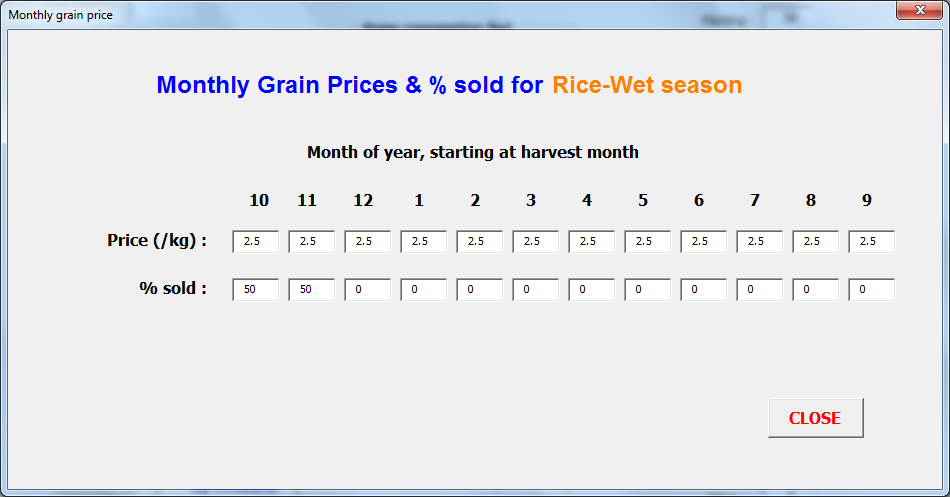 Monthly grain price
Monthly Grain Prices & % sold for Rice-Wet season
Month of year, starting at harvest month
10 11 12 1 2 3 4 5 6 7 8 9
Price (/kg) : 2.5 2.5 2.5 2.5 2.5 2.5 2.5 2.5 2.5 2.5 2.5 2.5
% sold : 50 50 0 0 0 0 0 0 0 0 0 0
CLOSE